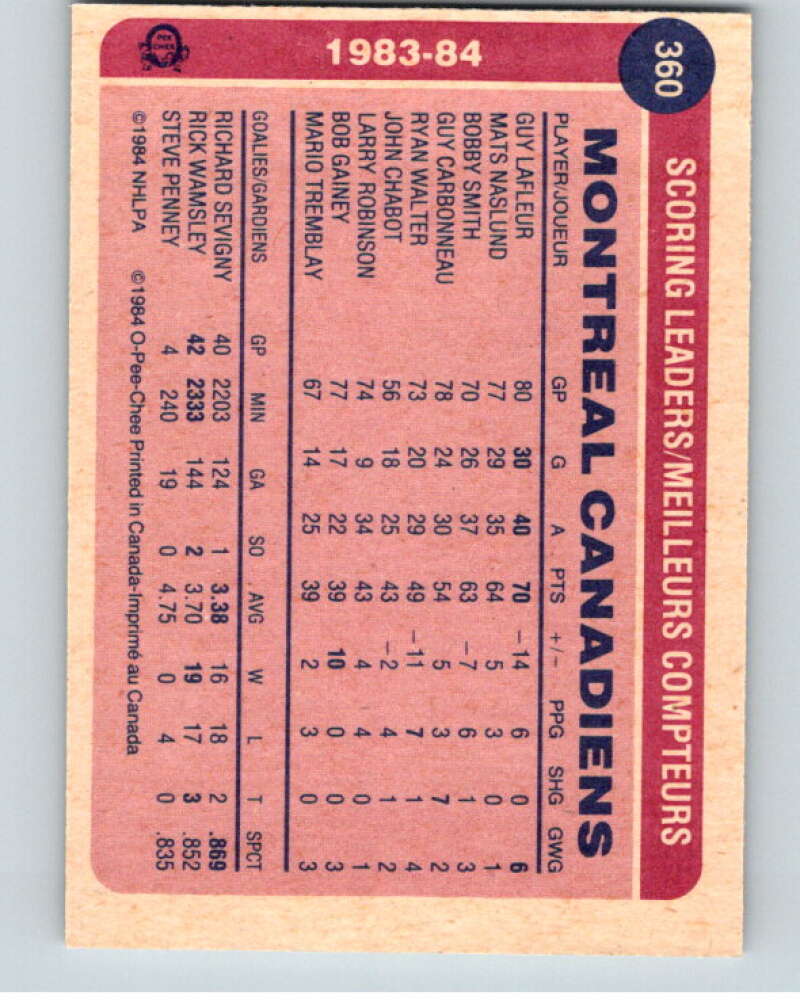 360
SCORING LEADERS/MEILLEURS COMPTEURS
1983-84
O PEE CHEE
MONTREAL CANADIENS
PLAYER/JOUEUR GP G A PTS +/− PPG SHG GWG
GUY LAFLEUR 80 30 40 70 −14 6 0 6
MATS NASLUND 77 29 35 64 5 3 0 1
BOBBY SMITH 70 26 37 63 −7 6 1 3
GUY CARBONNEAU 78 24 30 54 5 3 7 2
RYAN WALTER 73 20 29 49 −11 7 1 4
JOHN CHABOT 56 18 25 43 −2 4 1 2
LARRY ROBINSON 74 9 34 43 4 4 0 1
BOB GAINEY 77 17 22 39 10 0 0 3
MARIO TREMBLAY 67 14 25 39 2 3 0 3
GOALIES/GARDIENS GP MIN GA SO AVG W L T SPCT
RICHARD SEVIGNY 40 2203 124 1 3.38 16 18 2 .869
RICK WAMSLEY 42 2333 144 2 3.70 19 17 3 .852
STEVE PENNEY 4 240 19 0 4.75 0 4 0 .835
©1984 NHLPA ©1984 O-Pee-Chee Printed in Canada-Imprimé au Canada